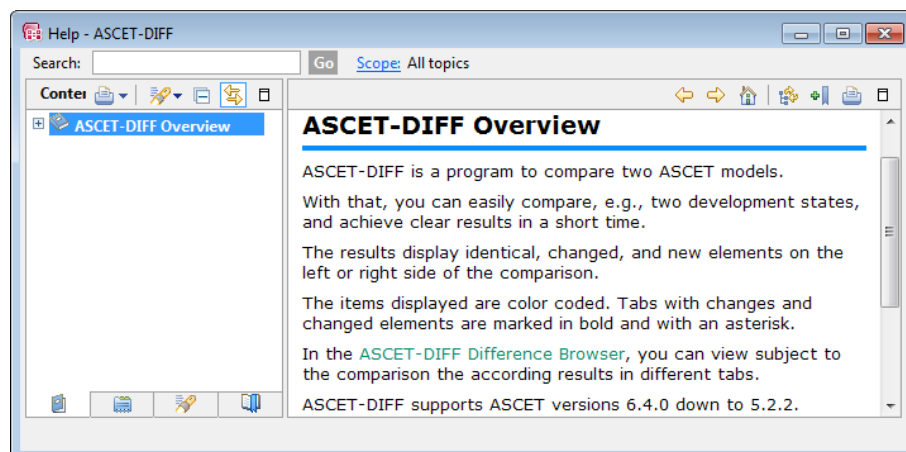 Help - ASCET-DIFF
Search:
Go
Scope: All topics
Conter
ASCET-DIFF Overview
ASCET-DIFF Overview
ASCET-DIFF is a program to compare two ASCET models.
With that, you can easily compare, e.g., two development states,
and achieve clear results in a short time.
The results display identical, changed, and new elements on the
left or right side of the comparison.
The items displayed are color coded. Tabs with changes and
changed elements are marked in bold and with an asterisk.
In the ASCET-DIFF Difference Browser, you can view subject to
the comparison the according results in different tabs.
ASCET-DIFF supports ASCET versions 6.4.0 down to 5.2.2.